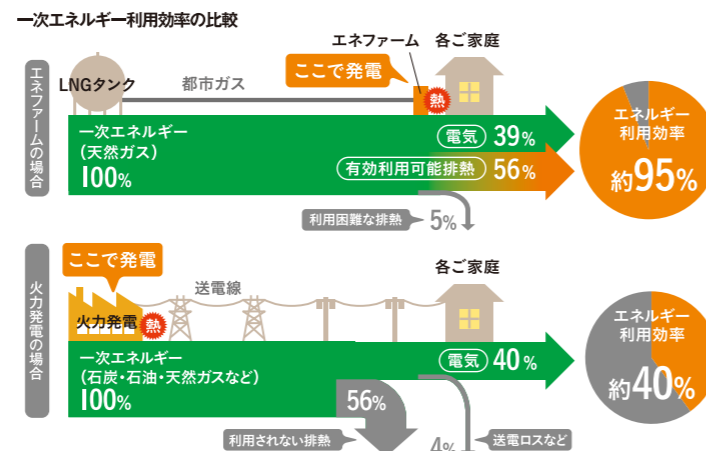 一次エネルギー利用効率の比較
エネファームの場合
LNGタンク
都市ガス
ここで発電
エネファーム
各ご家庭
熱
一次エネルギー
(天然ガス)
100%
電気 39%
有効利用可能排熱 56%
利用困難な排熱 5%
エネルギー
利用効率
約95%
火力発電の場合
ここで発電
火力発電
熱
送電線
各ご家庭
一次エネルギー
(石炭・石油・天然ガスなど)
100%
電気 40%
56%
利用されない排熱
4%
送電ロスなど
エネルギー
利用効率
約40%